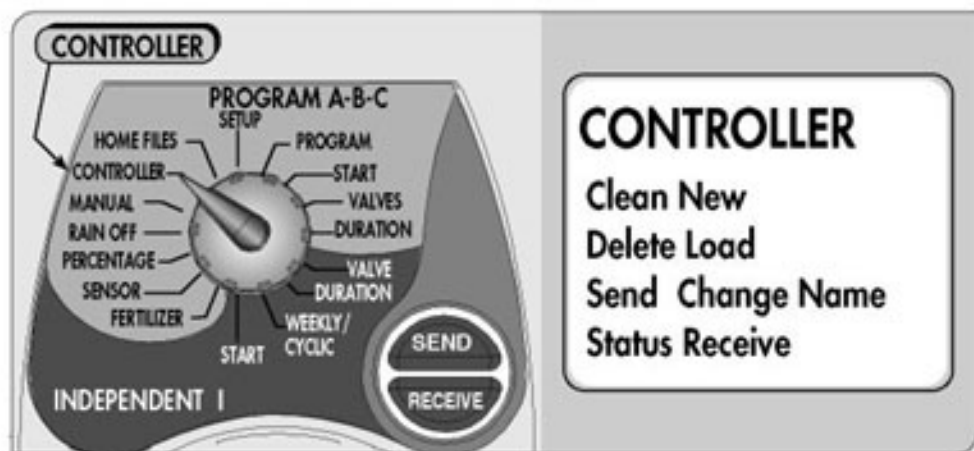 CONTROLLER
PROGRAM A-B-C
SETUP
HOME FILES
PROGRAM
CONTROLLER
START
MANUAL
VALVES
RAIN OFF
DURATION
PERCENTAGE
VALVE
DURATION
SENSOR
FERTILIZER
WEEKLY/
CYCLIC
START
SEND
RECEIVE
INDEPENDENT I
CONTROLLER
Clean New
Delete Load
Send Change Name
Status Receive